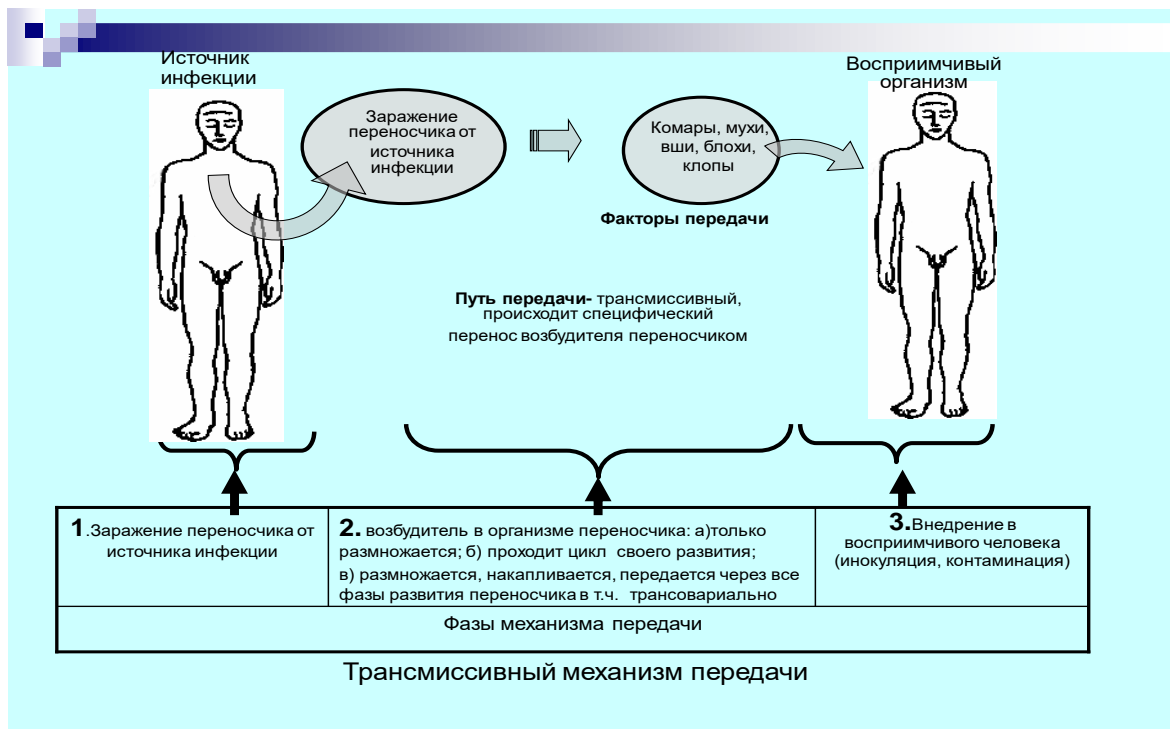 Источник
инфекции
Восприимчивый
организм
Заражение
переносчика от
источника
инфекции
Комары, мухи,
вши, блохи,
клопы
Факторы передачи
Путь передачи- трансмиссивный,
происходит специфический
перенос возбудителя переносчиком
1.Заражение переносчика от
источника инфекции
2. возбудитель в организме переносчика: а)только
размножается; б) проходит цикл своего развития;
в) размножается, накапливается, передается через все
фазы развития переносчика в т.ч. трансовариально
3.Внедрение в
восприимчивого человека
(инокуляция, контаминация)
Фазы механизма передачи
Трансмиссивный механизм передачи